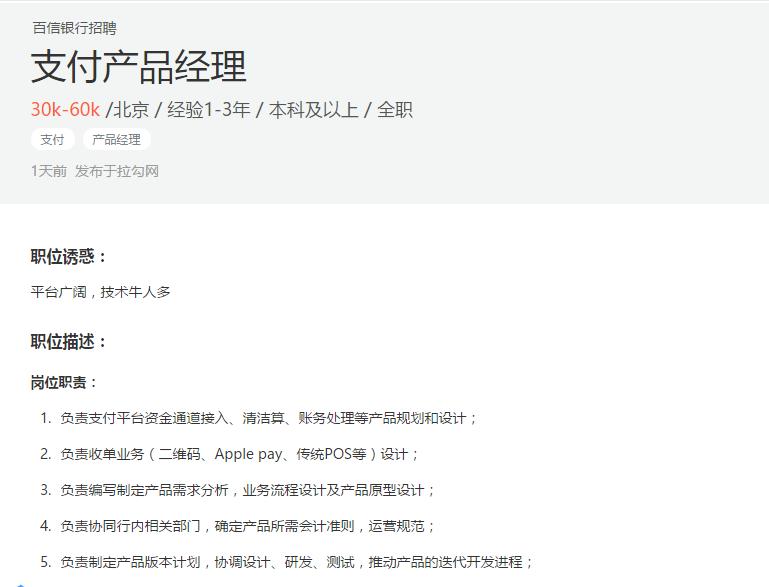 百信银行招聘
支付产品经理
30k-60k /北京 / 经验1-3年 / 本科及以上 / 全职
支付 产品经理
1天前 发布于拉勾网
职位诱惑：
平台广阔，技术牛人多
职位描述：
岗位职责：
1. 负责支付平台资金通道接入、清洁算、账务处理等产品规划和设计；
2. 负责收单业务（二维码、Apple pay、传统POS等）设计；
3. 负责编写制定产品需求分析，业务流程设计及产品原型设计；
4. 负责协同行内相关部门，确定产品所需会计准则，运营规范；
5. 负责制定产品版本计划，协调设计、研发、测试，推动产品的迭代开发进程；